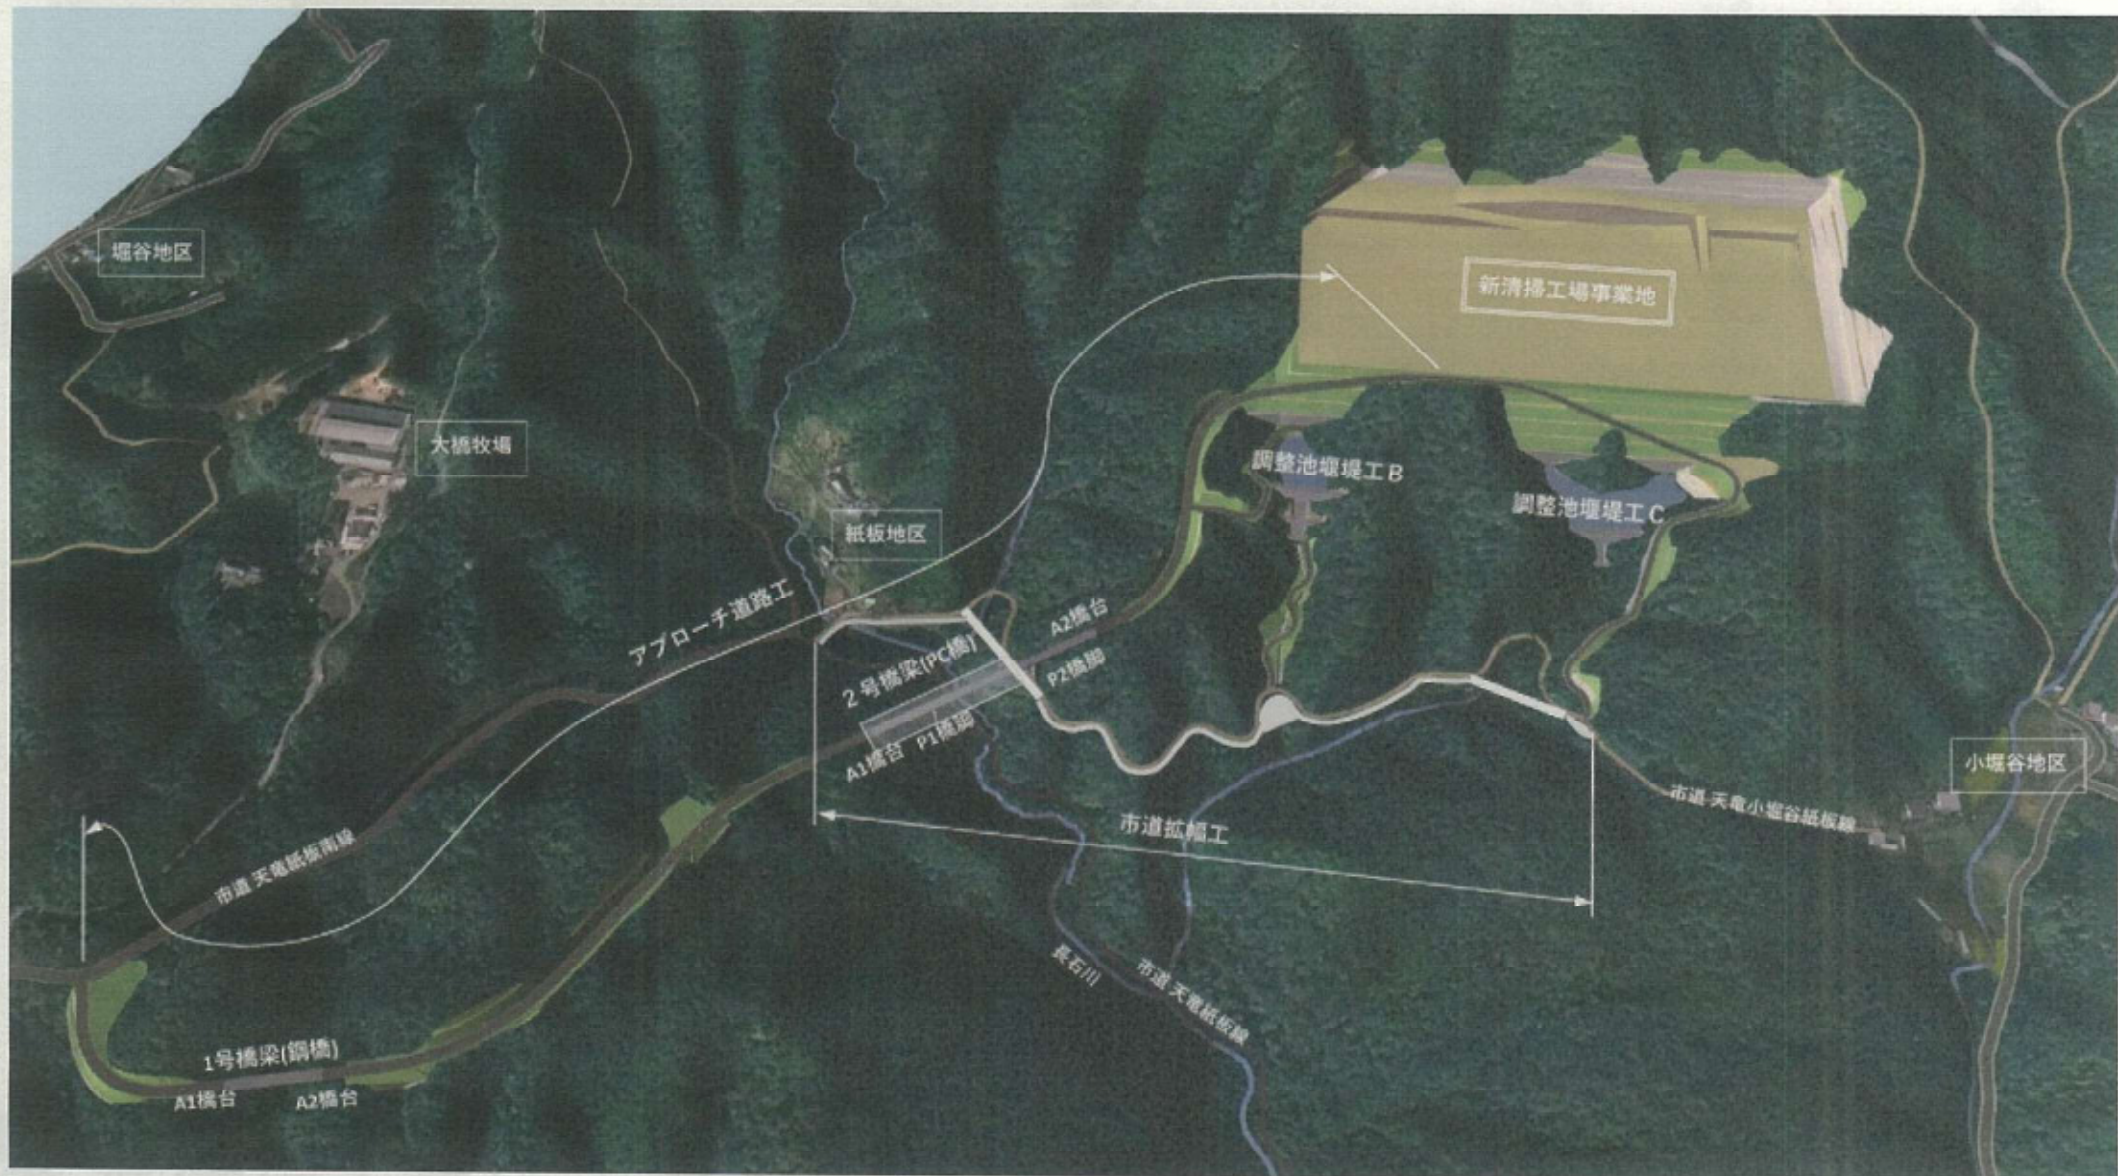 堀谷地区
新清掃工場事業地
大橋牧場
調整池堰堤工B
調整池堰堤工C
紙板地区
アプローチ道路工
A2橋台
2号橋梁(PC橋)
P2橋脚
P1橋脚
A1橋台
小堀谷地区
市道 天竜小堀谷紙板線
市道拡幅工
市道 天竜紙板南線
長石川
市道 天竜紙板線
1号橋梁(鋼橋)
A1橋台
A2橋台